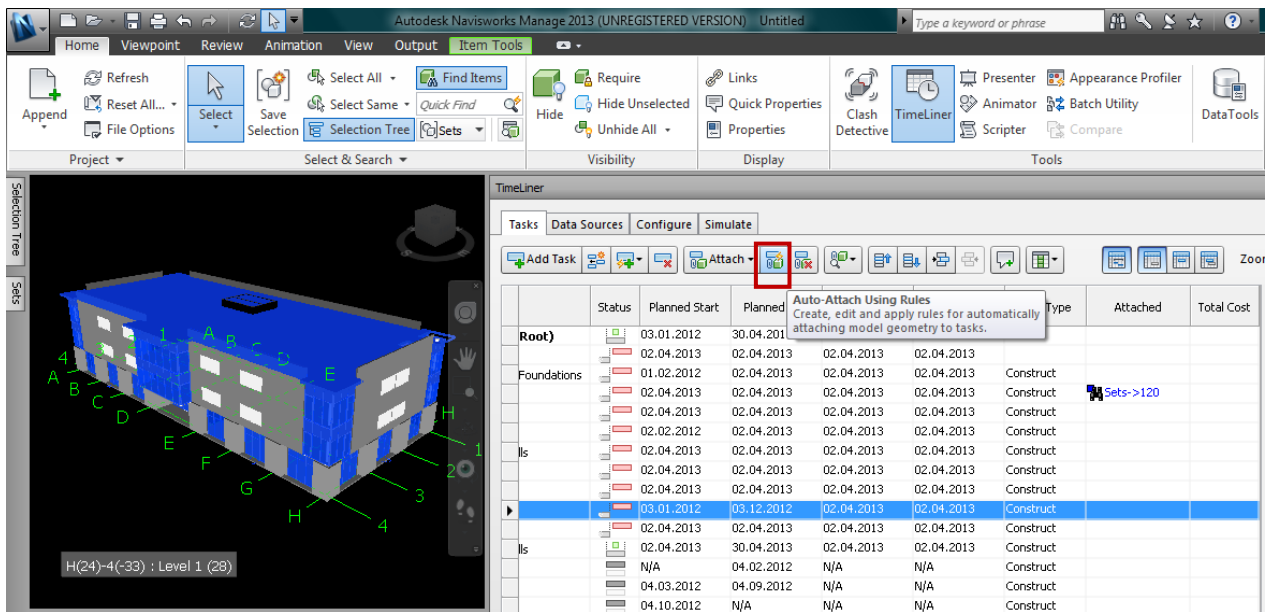 Autodesk Navisworks Manage 2013 (UNREGISTERED VERSION) Untitled
Type a keyword or phrase
Home Viewpoint Review Animation View Output Item Tools
Append
Refresh
Reset All...
File Options
Project
Select
Save Selection
Select All
Select Same
Selection Tree
Find Items
Quick Find
Sets
Select & Search
Hide
Require
Hide Unselected
Unhide All
Visibility
Links
Quick Properties
Properties
Display
Clash Detective
TimeLiner
Presenter
Animator
Scripter
Appearance Profiler
Batch Utility
Compare
DataTools
Tools
Selection Tree
Sets
4 3 2 1 A B C D E
A B C D E F G H
H 1 2 3 4
H(24)-4(-33) : Level 1 (28)
TimeLiner
Tasks Data Sources Configure Simulate
Add Task Attach Zoor
Auto-Attach Using Rules
Create, edit and apply rules for automatically
attaching model geometry to tasks.
Status Planned Start Planned Type Attached Total Cost
Root) 03.01.2012 30.04.201
02.04.2013 02.04.2013 02.04.2013 02.04.2013
Foundations 01.02.2012 02.04.2013 02.04.2013 02.04.2013 Construct
02.04.2013 02.04.2013 02.04.2013 02.04.2013 Construct Sets->120
02.04.2013 02.04.2013 02.04.2013 02.04.2013 Construct
02.02.2012 02.04.2013 02.04.2013 02.04.2013 Construct
lls 02.04.2013 02.04.2013 02.04.2013 02.04.2013 Construct
02.04.2013 02.04.2013 02.04.2013 02.04.2013 Construct
02.04.2013 02.04.2013 02.04.2013 02.04.2013 Construct
03.01.2012 03.12.2012 02.04.2013 02.04.2013 Construct
02.04.2013 02.04.2013 02.04.2013 02.04.2013 Construct
lls 02.04.2013 30.04.2013 02.04.2013 02.04.2013 Construct
N/A 04.02.2012 N/A N/A Construct
04.03.2012 04.09.2012 N/A N/A Construct
04.10.2012 N/A N/A N/A Construct